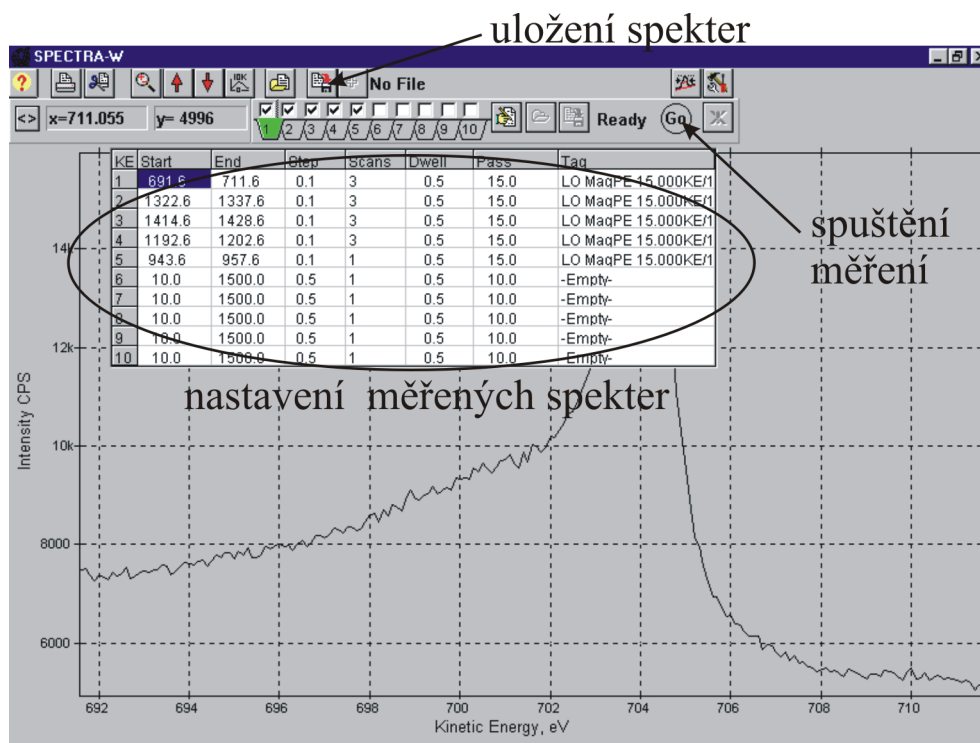 uložení spekter
SPECTRA-W
? 10K No File
<> x=711.055 y= 4996 1 2 3 4 5 6 7 8 9 10 Ready Go
KE Start End Step Scans Dwell Pass Tag
1 691.6 711.6 0.1 3 0.5 15.0 LO MagPE 15.000KE/1
2 1322.6 1337.6 0.1 3 0.5 15.0 LO MagPE 15.000KE/1
3 1414.6 1428.6 0.1 3 0.5 15.0 LO MagPE 15.000KE/1
4 1192.6 1202.6 0.1 3 0.5 15.0 LO MagPE 15.000KE/1
5 943.6 957.6 0.1 1 0.5 15.0 LO MagPE 15.000KE/1
6 10.0 1500.0 0.5 1 0.5 10.0 -Empty-
7 10.0 1500.0 0.5 1 0.5 10.0 -Empty-
8 10.0 1500.0 0.5 1 0.5 10.0 -Empty-
9 10.0 1500.0 0.5 1 0.5 10.0 -Empty-
10 10.0 1500.0 0.5 1 0.5 10.0 -Empty-
spuštění
měření
nastavení měřených spekter
14k
12k
10k
8000
6000
Intensity CPS
692 694 696 698 700 702 704 706 708 710
Kinetic Energy, eV